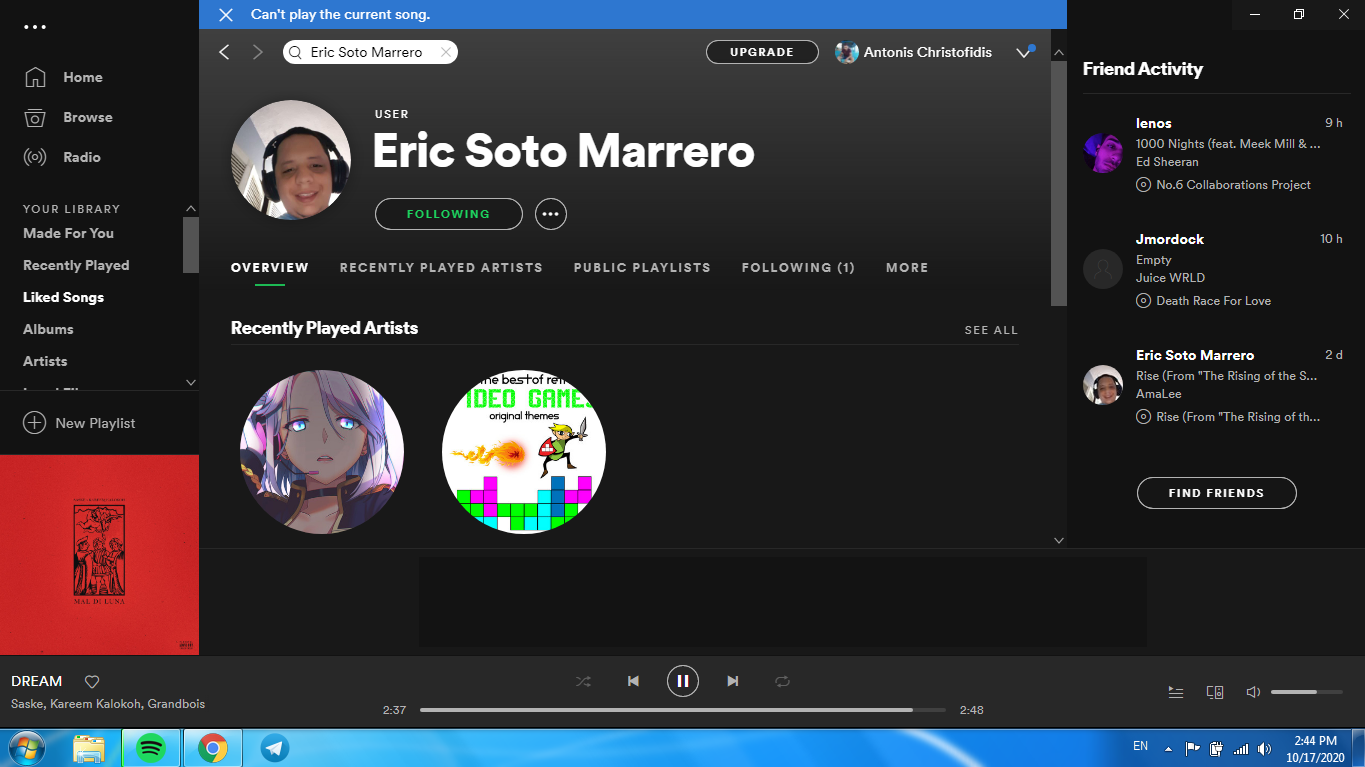 Can't play the current song.
Eric Soto Marrero
UPGRADE
Antonis Christofidis
Home
Browse
Radio
YOUR LIBRARY
Made For You
Recently Played
Liked Songs
Albums
Artists
New Playlist
USER
Eric Soto Marrero
FOLLOWING
OVERVIEW RECENTLY PLAYED ARTISTS PUBLIC PLAYLISTS FOLLOWING (1) MORE
Recently Played Artists
SEE ALL
the best of retr
IDEO GAMES
original themes
Friend Activity
lenos 9 h
1000 Nights (feat. Meek Mill & ...
Ed Sheeran
No.6 Collaborations Project
Jmordock 10 h
Empty
Juice WRLD
Death Race For Love
Eric Soto Marrero 2 d
Rise (From "The Rising of the S...
AmaLee
Rise (From "The Rising of th...
FIND FRIENDS
MAL DI LUNA
DREAM
Saske, Kareem Kalokoh, Grandbois
2:37
2:48
EN
2:44 PM
10/17/2020